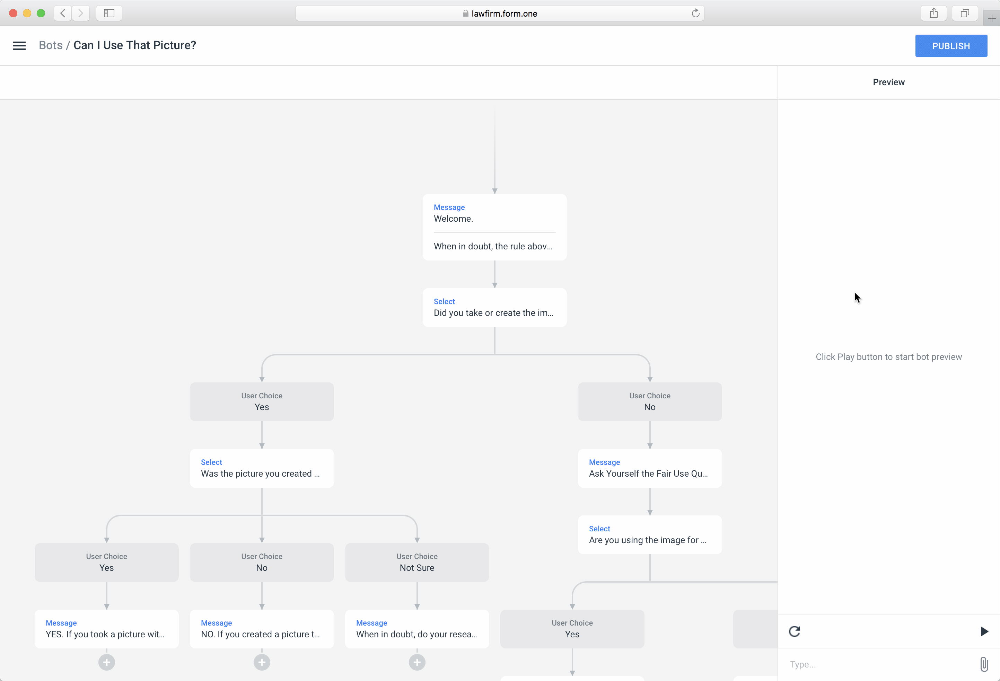 lawfirm.form.one
Bots / Can I Use That Picture?
PUBLISH
Preview
Message
Welcome.
When in doubt, the rule abov...
Select
Did you take or create the im...
User Choice
Yes
User Choice
No
Select
Was the picture you created ...
Message
Ask Yourself the Fair Use Qu...
Select
Are you using the image for ...
User Choice
Yes
User Choice
No
User Choice
Not Sure
Message
YES. If you took a picture wit...
Message
NO. If you created a picture t...
Message
When in doubt, do your resea...
User Choice
Yes
Click Play button to start bot preview
Type...